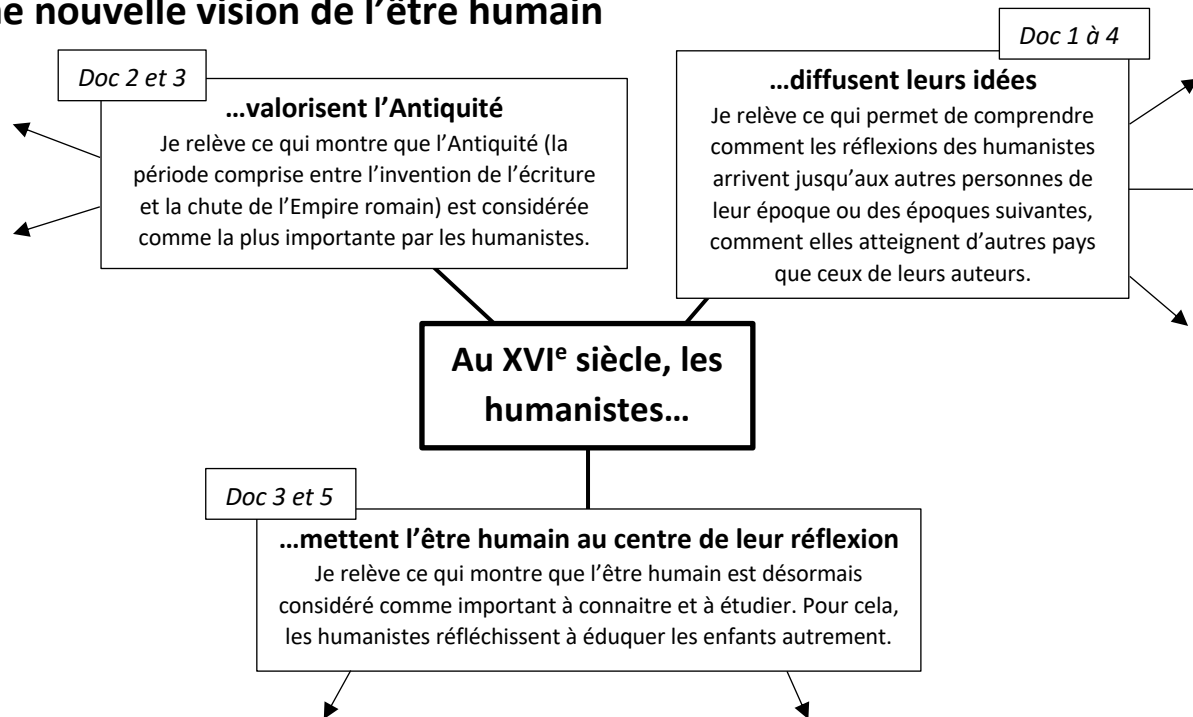 ne nouvelle vision de l’être humain
Doc 2 et 3
…valorisent l’Antiquité
Je relève ce qui montre que l’Antiquité (la
période comprise entre l’invention de l’écriture
et la chute de l’Empire romain) est considérée
comme la plus importante par les humanistes.
Doc 1 à 4
…diffusent leurs idées
Je relève ce qui permet de comprendre
comment les réflexions des humanistes
arrivent jusqu’aux autres personnes de
leur époque ou des époques suivantes,
comment elles atteignent d’autres pays
que ceux de leurs auteurs.
Au XVIe siècle, les
humanistes…
Doc 3 et 5
…mettent l’être humain au centre de leur réflexion
Je relève ce qui montre que l’être humain est désormais
considéré comme important à connaitre et à étudier. Pour cela,
les humanistes réfléchissent à éduquer les enfants autrement.